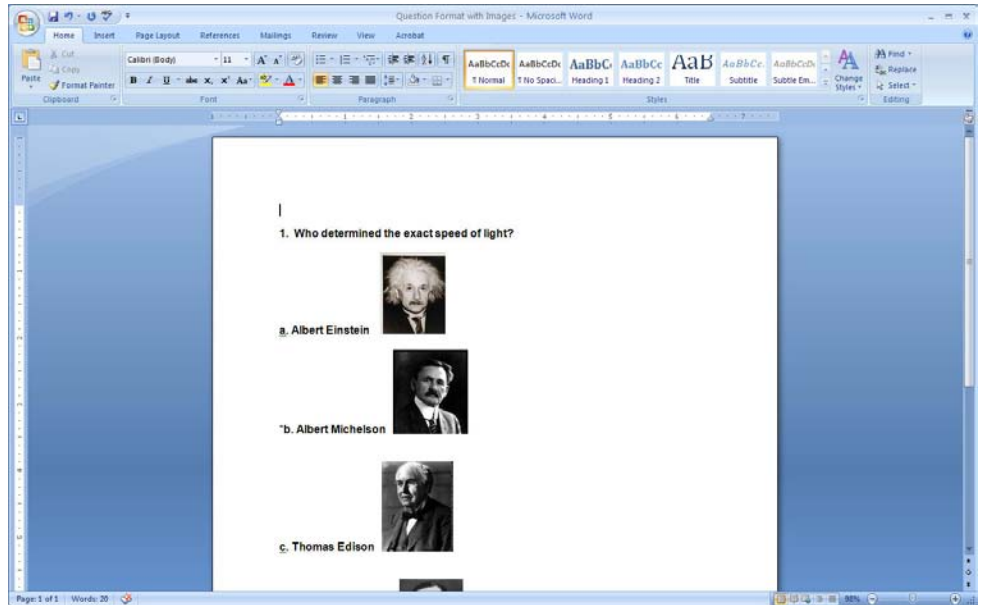 Question Format with Images - Microsoft Word
Home Insert Page Layout References Mailings Review View Acrobat
Paste
Cut
Copy
Format Painter
Clipboard
Calibri (Body) 11
Font
Paragraph
AaBbCcDc AaBbCcDc AaBbC AaBbCc AaB AaBbCc. AaBbCcDc
¶ Normal ¶ No Spaci... Heading 1 Heading 2 Title Subtitle Subtle Em...
Change Styles
Styles
Find
Replace
Select
Editing
1. Who determined the exact speed of light?
a. Albert Einstein
*b. Albert Michelson
c. Thomas Edison
Page: 1 of 1 Words: 20 98%